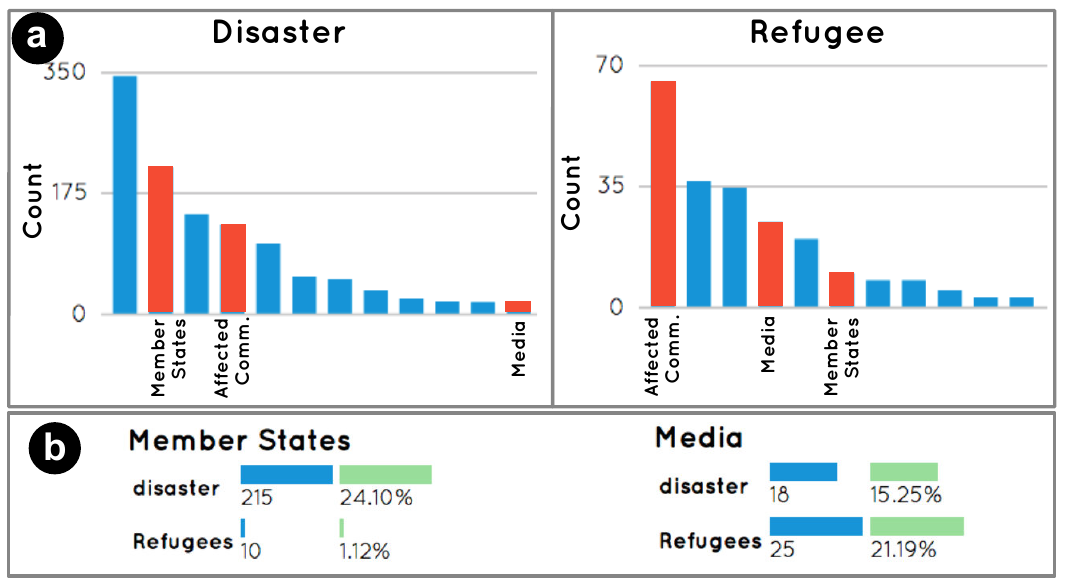 a
Disaster
350
175
0
Count
Member
States
Affected
Comm.
Media
Refugee
70
35
0
Count
Affected
Comm.
Media
Member
States
b
Member States
disaster
215
24.10%
Refugees
10
1.12%
Media
disaster
18
15.25%
Refugees
25
21.19%